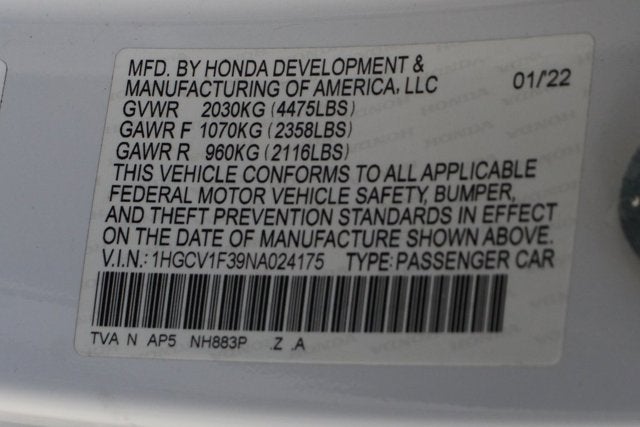 MFD. BY HONDA DEVELOPMENT &
MANUFACTURING OF AMERICA, LLC 01/'22
GVWR 2030KG (4475LBS)
GAWR F 1070KG (2358LBS)
GAWR R 960KG (2116LBS)
THIS VEHICLE CONFORMS TO ALL APPLICABLE
FEDERAL MOTOR VEHICLE SAFETY, BUMPER,
AND THEFT PREVENTION STANDARDS IN EFFECT
ON THE DATE OF MANUFACTURE SHOWN ABOVE.
V.I.N.: 1HGCV1F39NA024175 TYPE: PASSENGER CAR
TVA N AP5 NH883P .Z .A